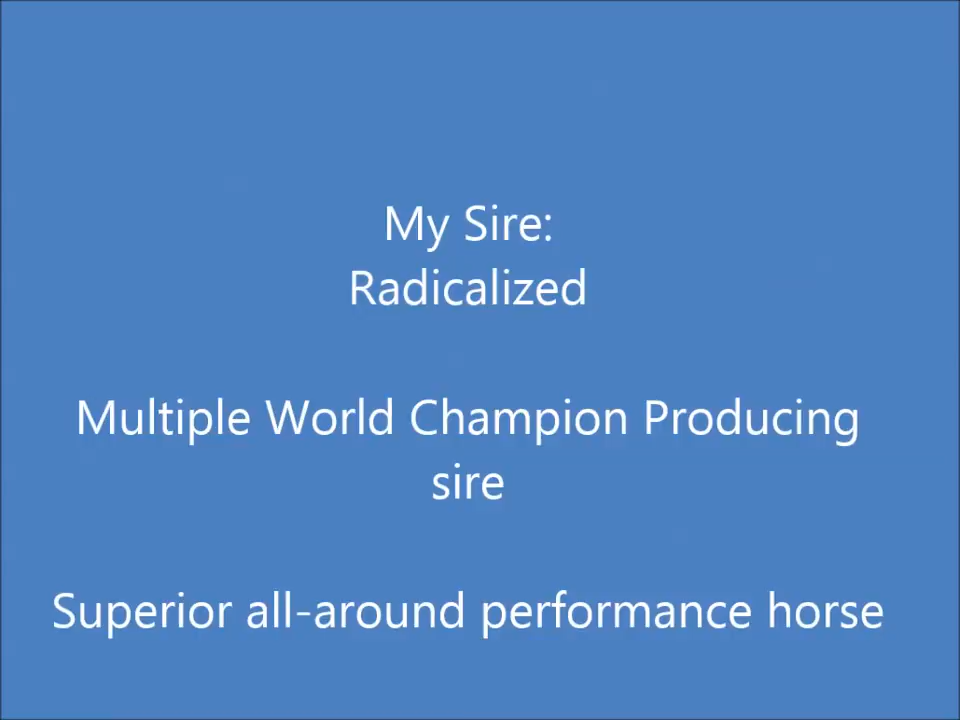 My Sire:
Radicalized
Multiple World Champion Producing
sire
Superior all-around performance horse